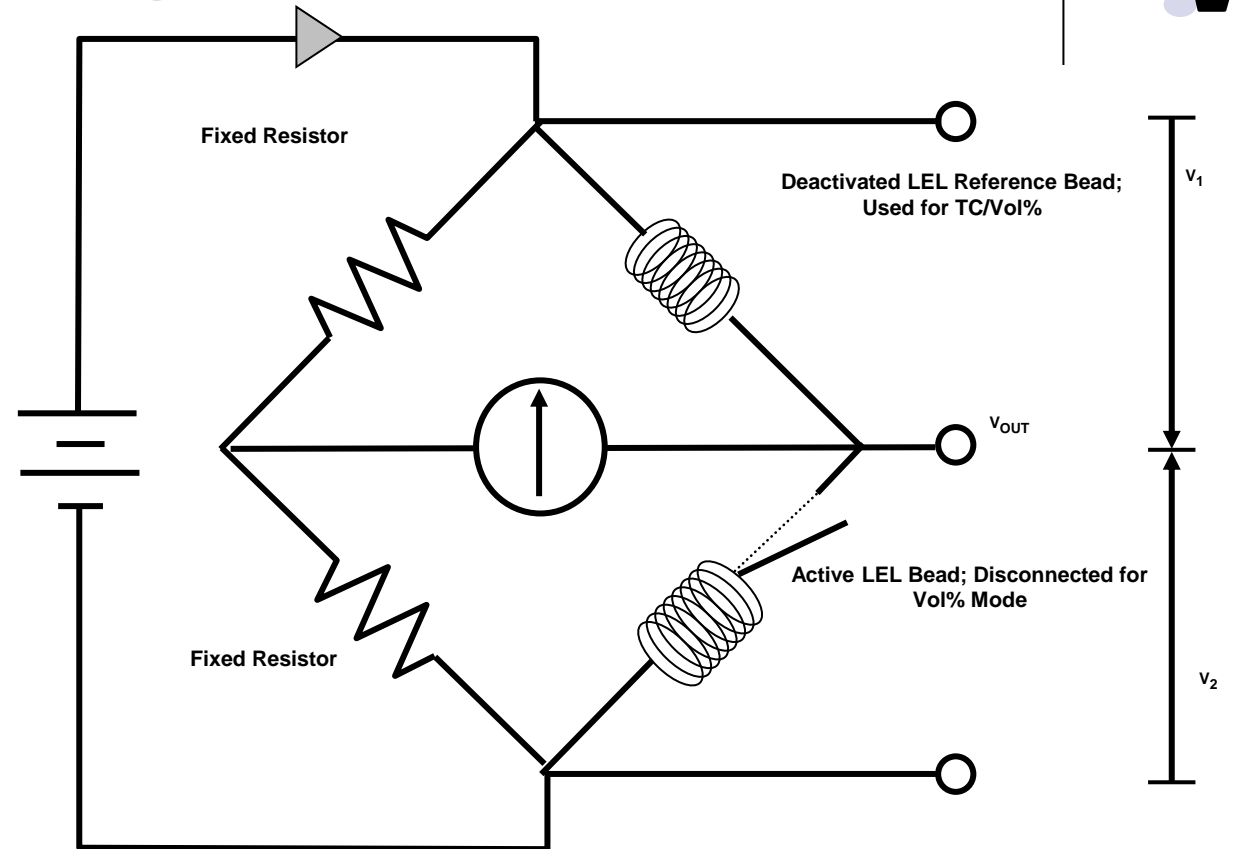 Fixed Resistor
Deactivated LEL Reference Bead;
Used for TC/Vol%
V1
VOUT
Active LEL Bead; Disconnected for
Vol% Mode
Fixed Resistor
V2